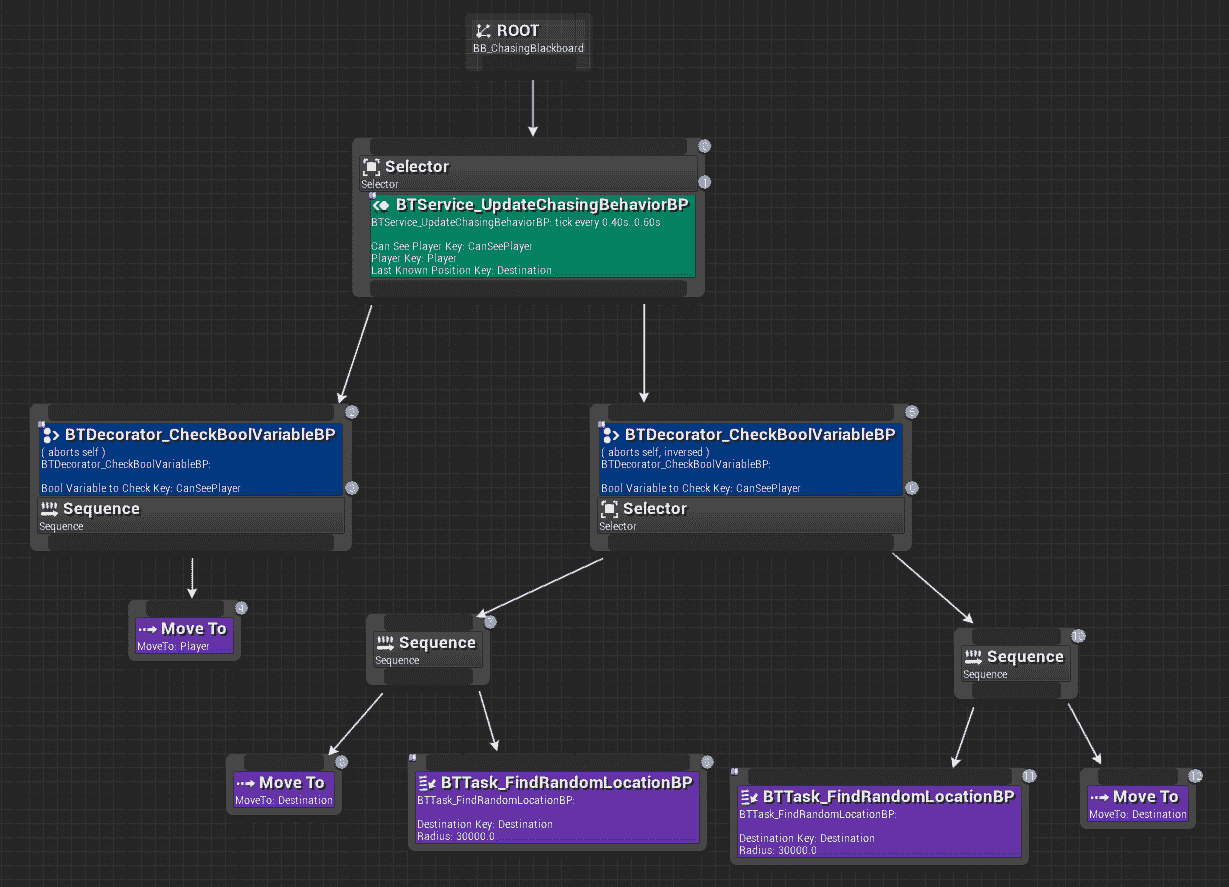 ROOT
BB_ChasingBlackboard
0
Selector
Selector
1
BTService_UpdateChasingBehaviorBP
BTService_UpdateChasingBehaviorBP: tick every 0.40s..0.60s
Can See Player Key: CanSeePlayer
Player Key: Player
Last Known Position Key: Destination
2
BTDecorator_CheckBoolVariableBP
( aborts self )
BTDecorator_CheckBoolVariableBP:
Bool Variable to Check Key: CanSeePlayer
3
Sequence
Sequence
BTDecorator_CheckBoolVariableBP
( aborts self, inversed )
BTDecorator_CheckBoolVariableBP:
Bool Variable to Check Key: CanSeePlayer
Selector
Selector
4
Move To
MoveTo: Player
7
Sequence
Sequence
10
Sequence
Sequence
Move To
MoveTo: Destination
BTTask_FindRandomLocationBP
BTTask_FindRandomLocationBP:
Destination Key: Destination
Radius: 30000.0
11
BTTask_FindRandomLocationBP
BTTask_FindRandomLocationBP:
Destination Key: Destination
Radius: 30000.0
12
Move To
MoveTo: Destination